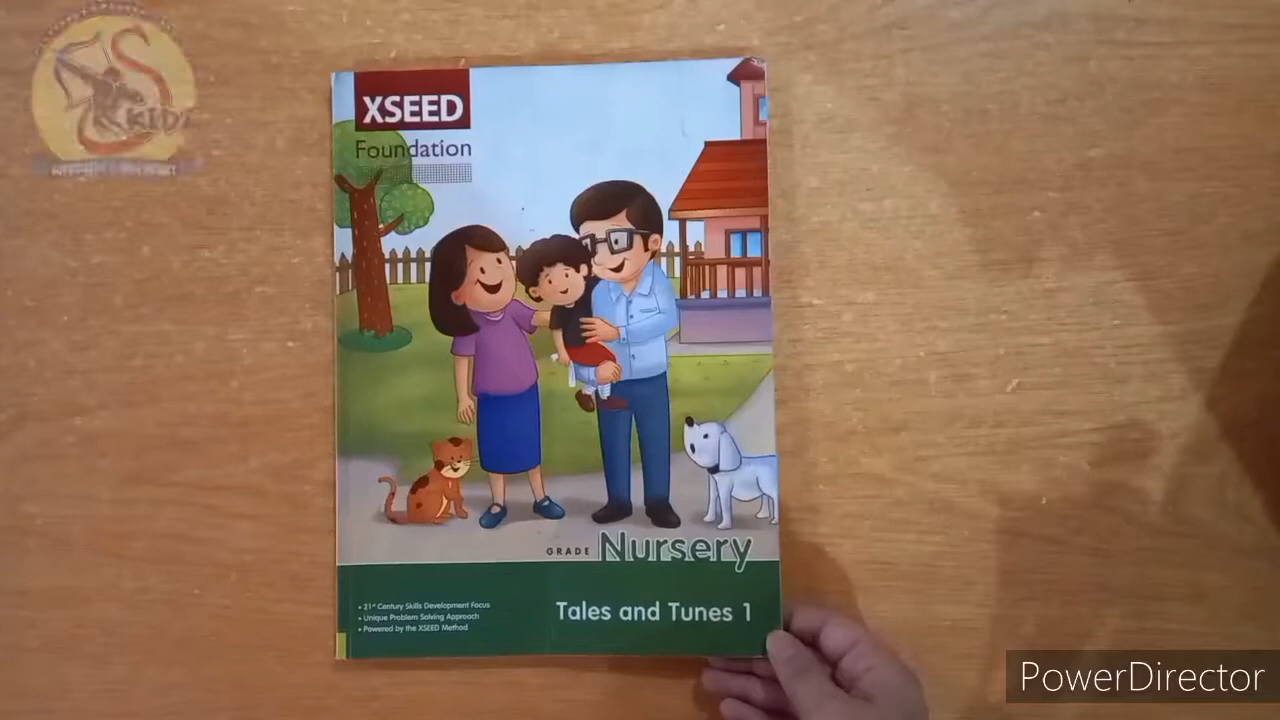 XSEED
Foundation
GRADE Nursery
• 21st Century Skills Development Focus
• Unique Problem Solving Approach
• Powered by the XSEED Method
Tales and Tunes 1
PowerDirector